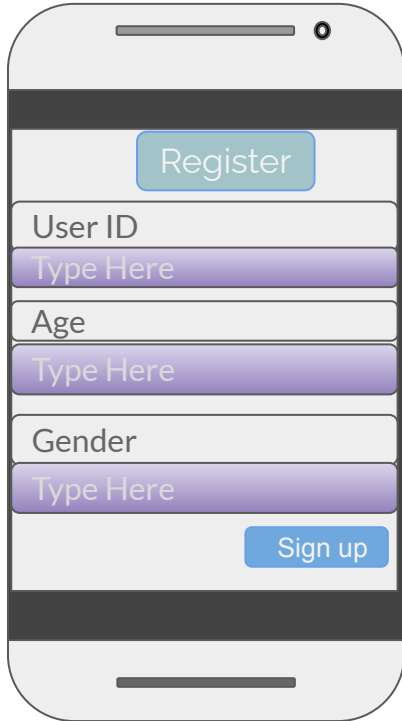 Register
User ID
Type Here
Age
Type Here
Gender
Type Here
Sign up